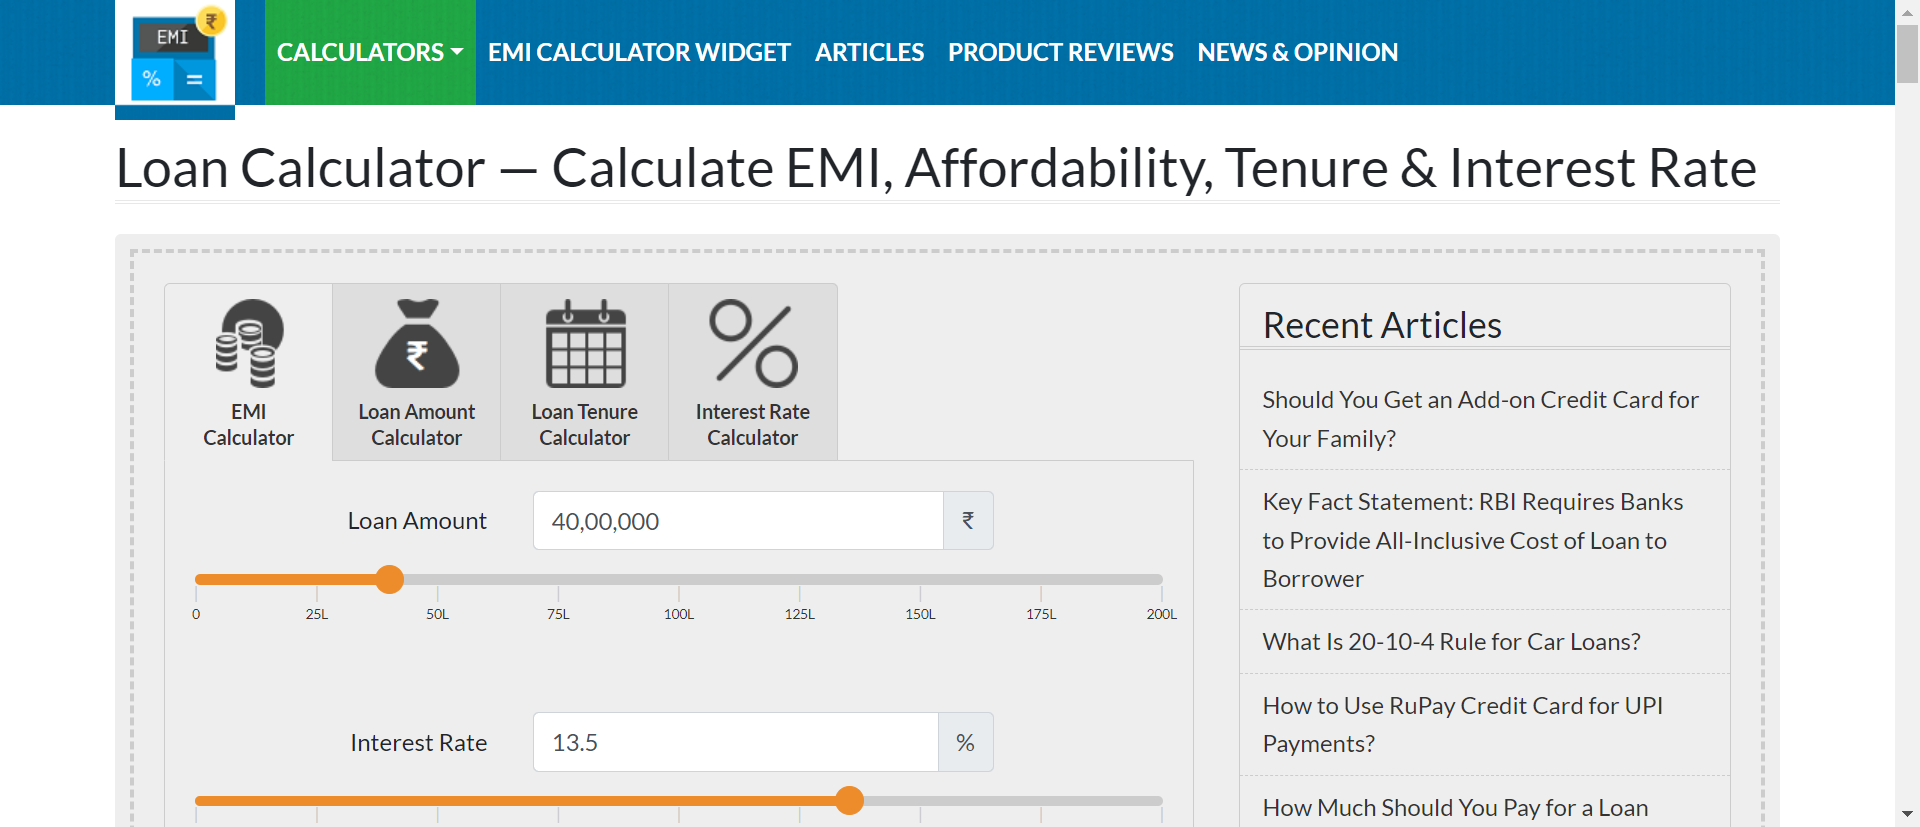 EMI
₹
%
=
CALCULATORS
EMI CALCULATOR WIDGET
ARTICLES
PRODUCT REVIEWS
NEWS & OPINION
Loan Calculator — Calculate EMI, Affordability, Tenure & Interest Rate
EMI
Calculator
₹
Loan Amount
Calculator
Loan Tenure
Calculator
Interest Rate
Calculator
Loan Amount
40,00,000
₹
0
25L
50L
75L
100L
125L
150L
175L
200L
Interest Rate
13.5
%
Recent Articles
Should You Get an Add-on Credit Card for
Your Family?
Key Fact Statement: RBI Requires Banks
to Provide All-Inclusive Cost of Loan to
Borrower
What Is 20-10-4 Rule for Car Loans?
How to Use RuPay Credit Card for UPI
Payments?
How Much Should You Pay for a Loan